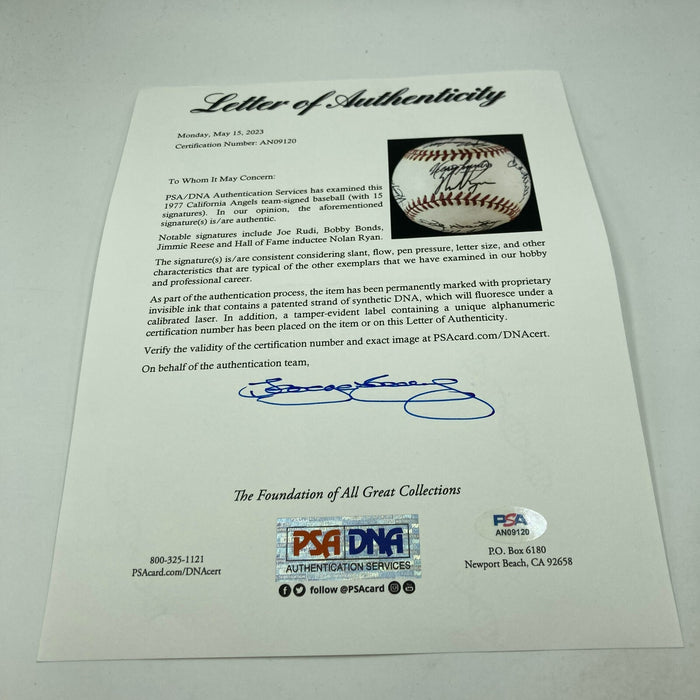 Letter of Authenticity
Monday, May 15, 2023
Certification Number: AN09120
To Whom It May Concern:
PSA/DNA Authentication Services has examined this
1977 California Angels team-signed baseball (with 15
signatures). In our opinion, the aforementioned
signature(s) is/are authentic.
Notable signatures include Joe Rudi, Bobby Bonds,
Jimmie Reese and Hall of Fame inductee Nolan Ryan.
The signature(s) is/are consistent considering slant, flow, pen pressure, letter size, and other
characteristics that are typical of the other exemplars that we have examined in our hobby
and professional career.
As part of the authentication process, the item has been permanently marked with proprietary
invisible ink that contains a patented strand of synthetic DNA, which will fluoresce under a
calibrated laser. In addition, a tamper-evident label containing a unique alphanumeric
certification number has been placed on the item or on this Letter of Authenticity.
Verify the validity of the certification number and exact image at PSAcard.com/DNAcert.
On behalf of the authentication team,
The Foundation of All Great Collections
800-325-1121
PSAcard.com/DNAcert
PSA DNA
AUTHENTICATION SERVICES
follow @PSAcard
PSA
AN09120
P.O. Box 6180
Newport Beach, CA 92658